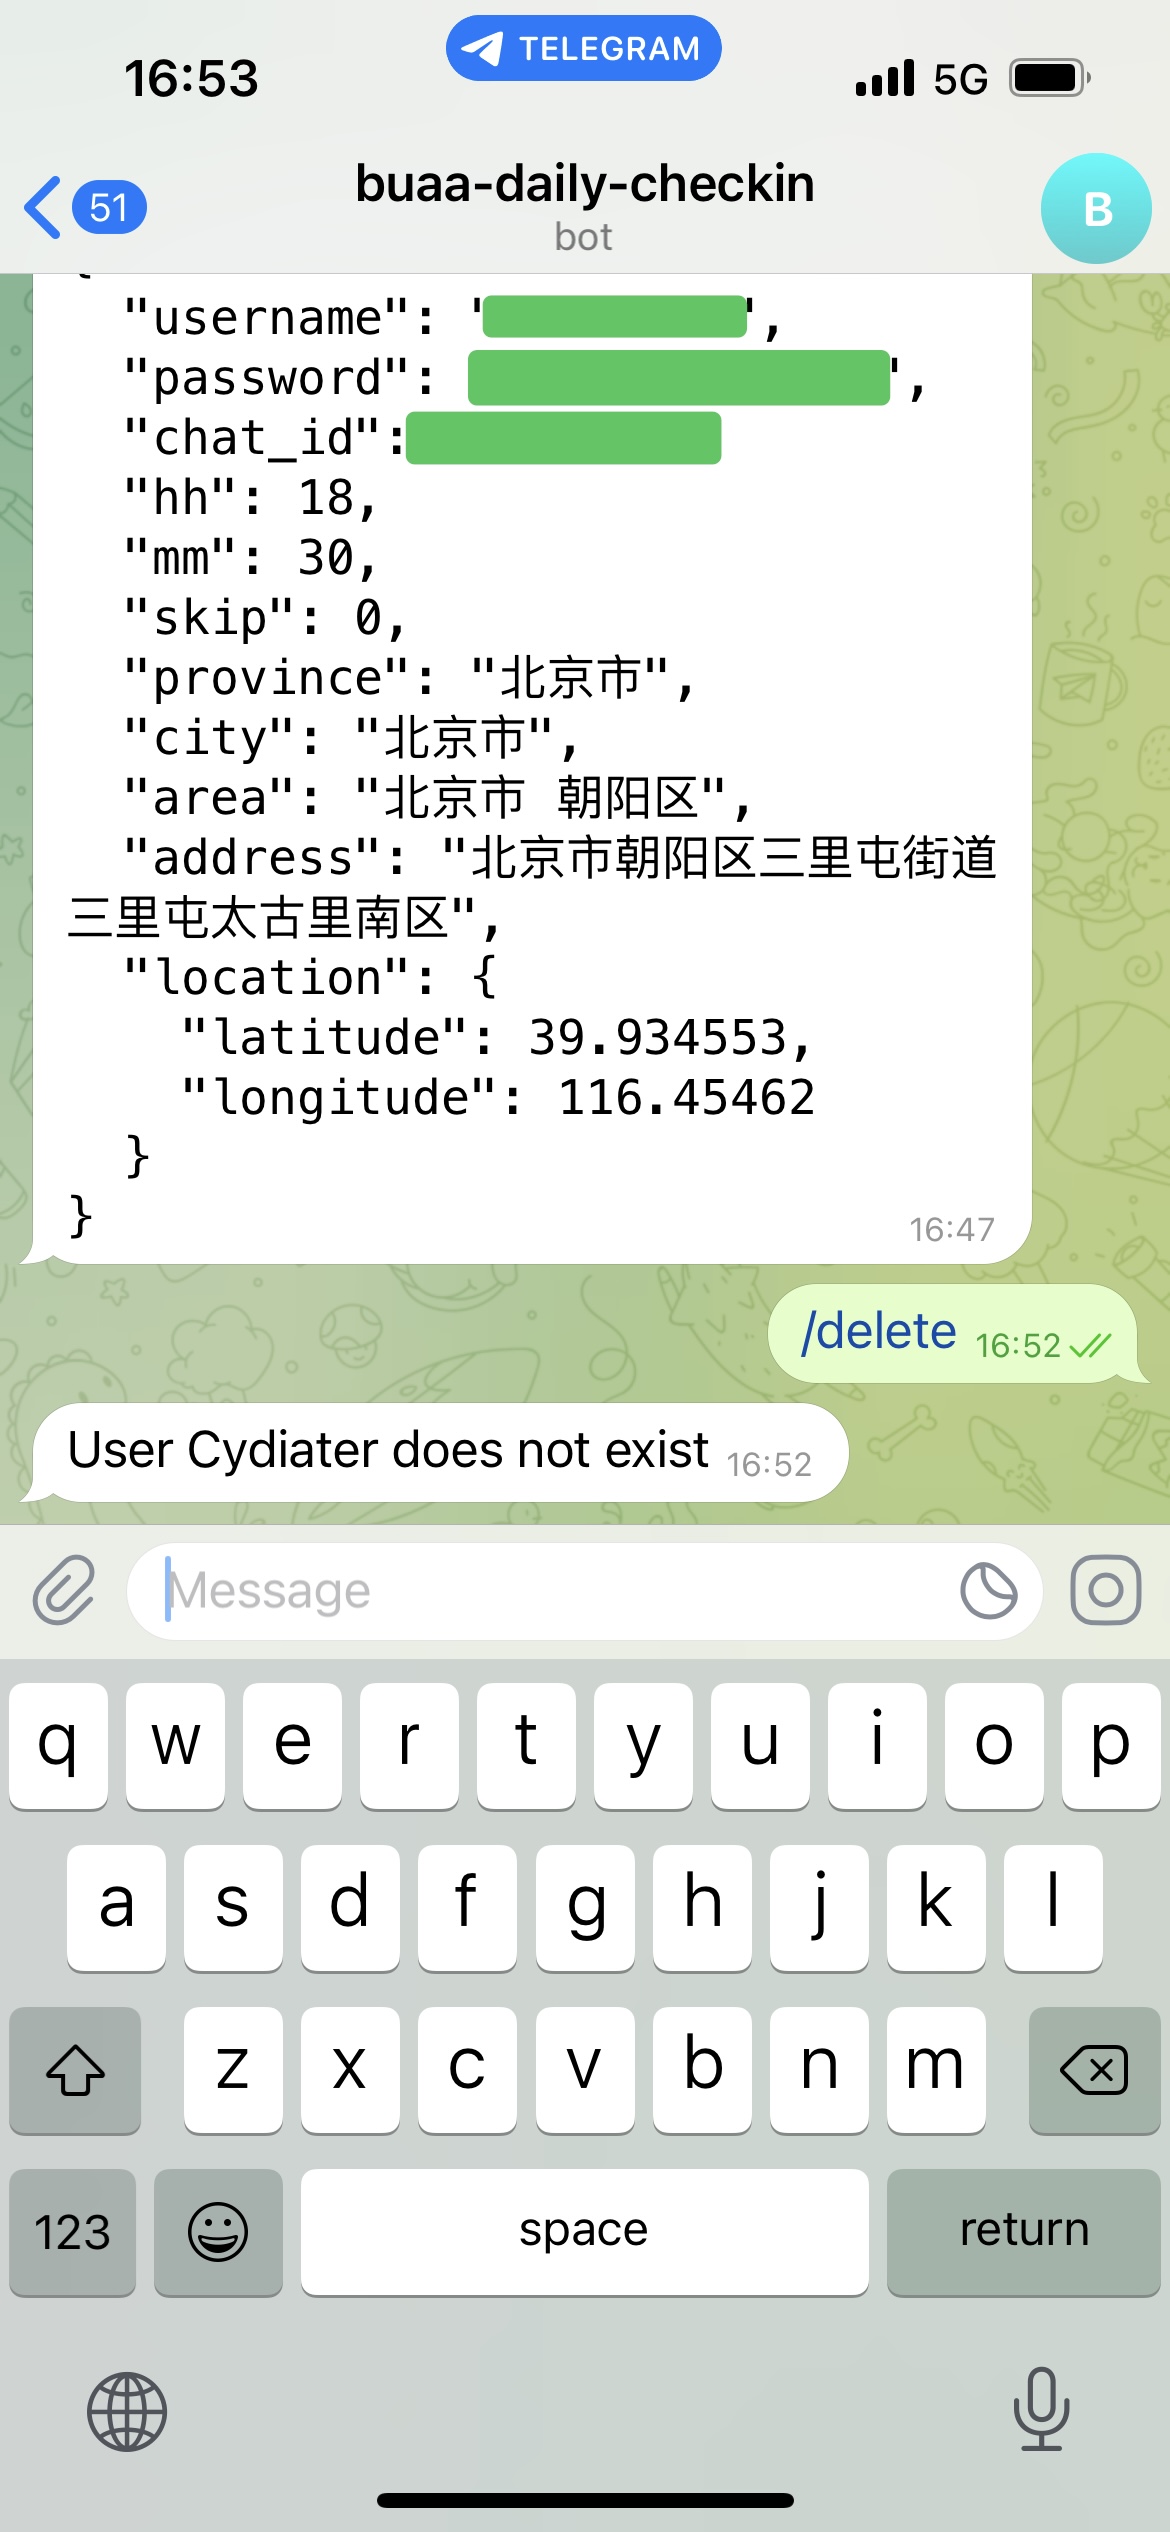 16:53
TELEGRAM
5G
51
buaa-daily-checkin
bot
B
"username": '',
"password": ',
"chat_id":
"hh": 18,
"mm": 30,
"skip": 0,
"province": "北京市",
"city": "北京市",
"area": "北京市 朝阳区",
"address": "北京市朝阳区三里屯街道
三里屯太古里南区",
"location": {
"latitude": 39.934553,
"longitude": 116.45462
}
}
16:47
/delete 16:52
User Cydiater does not exist 16:52
Message
q w e r t y u i o p
a s d f g h j k l
z x c v b n m
123 space return